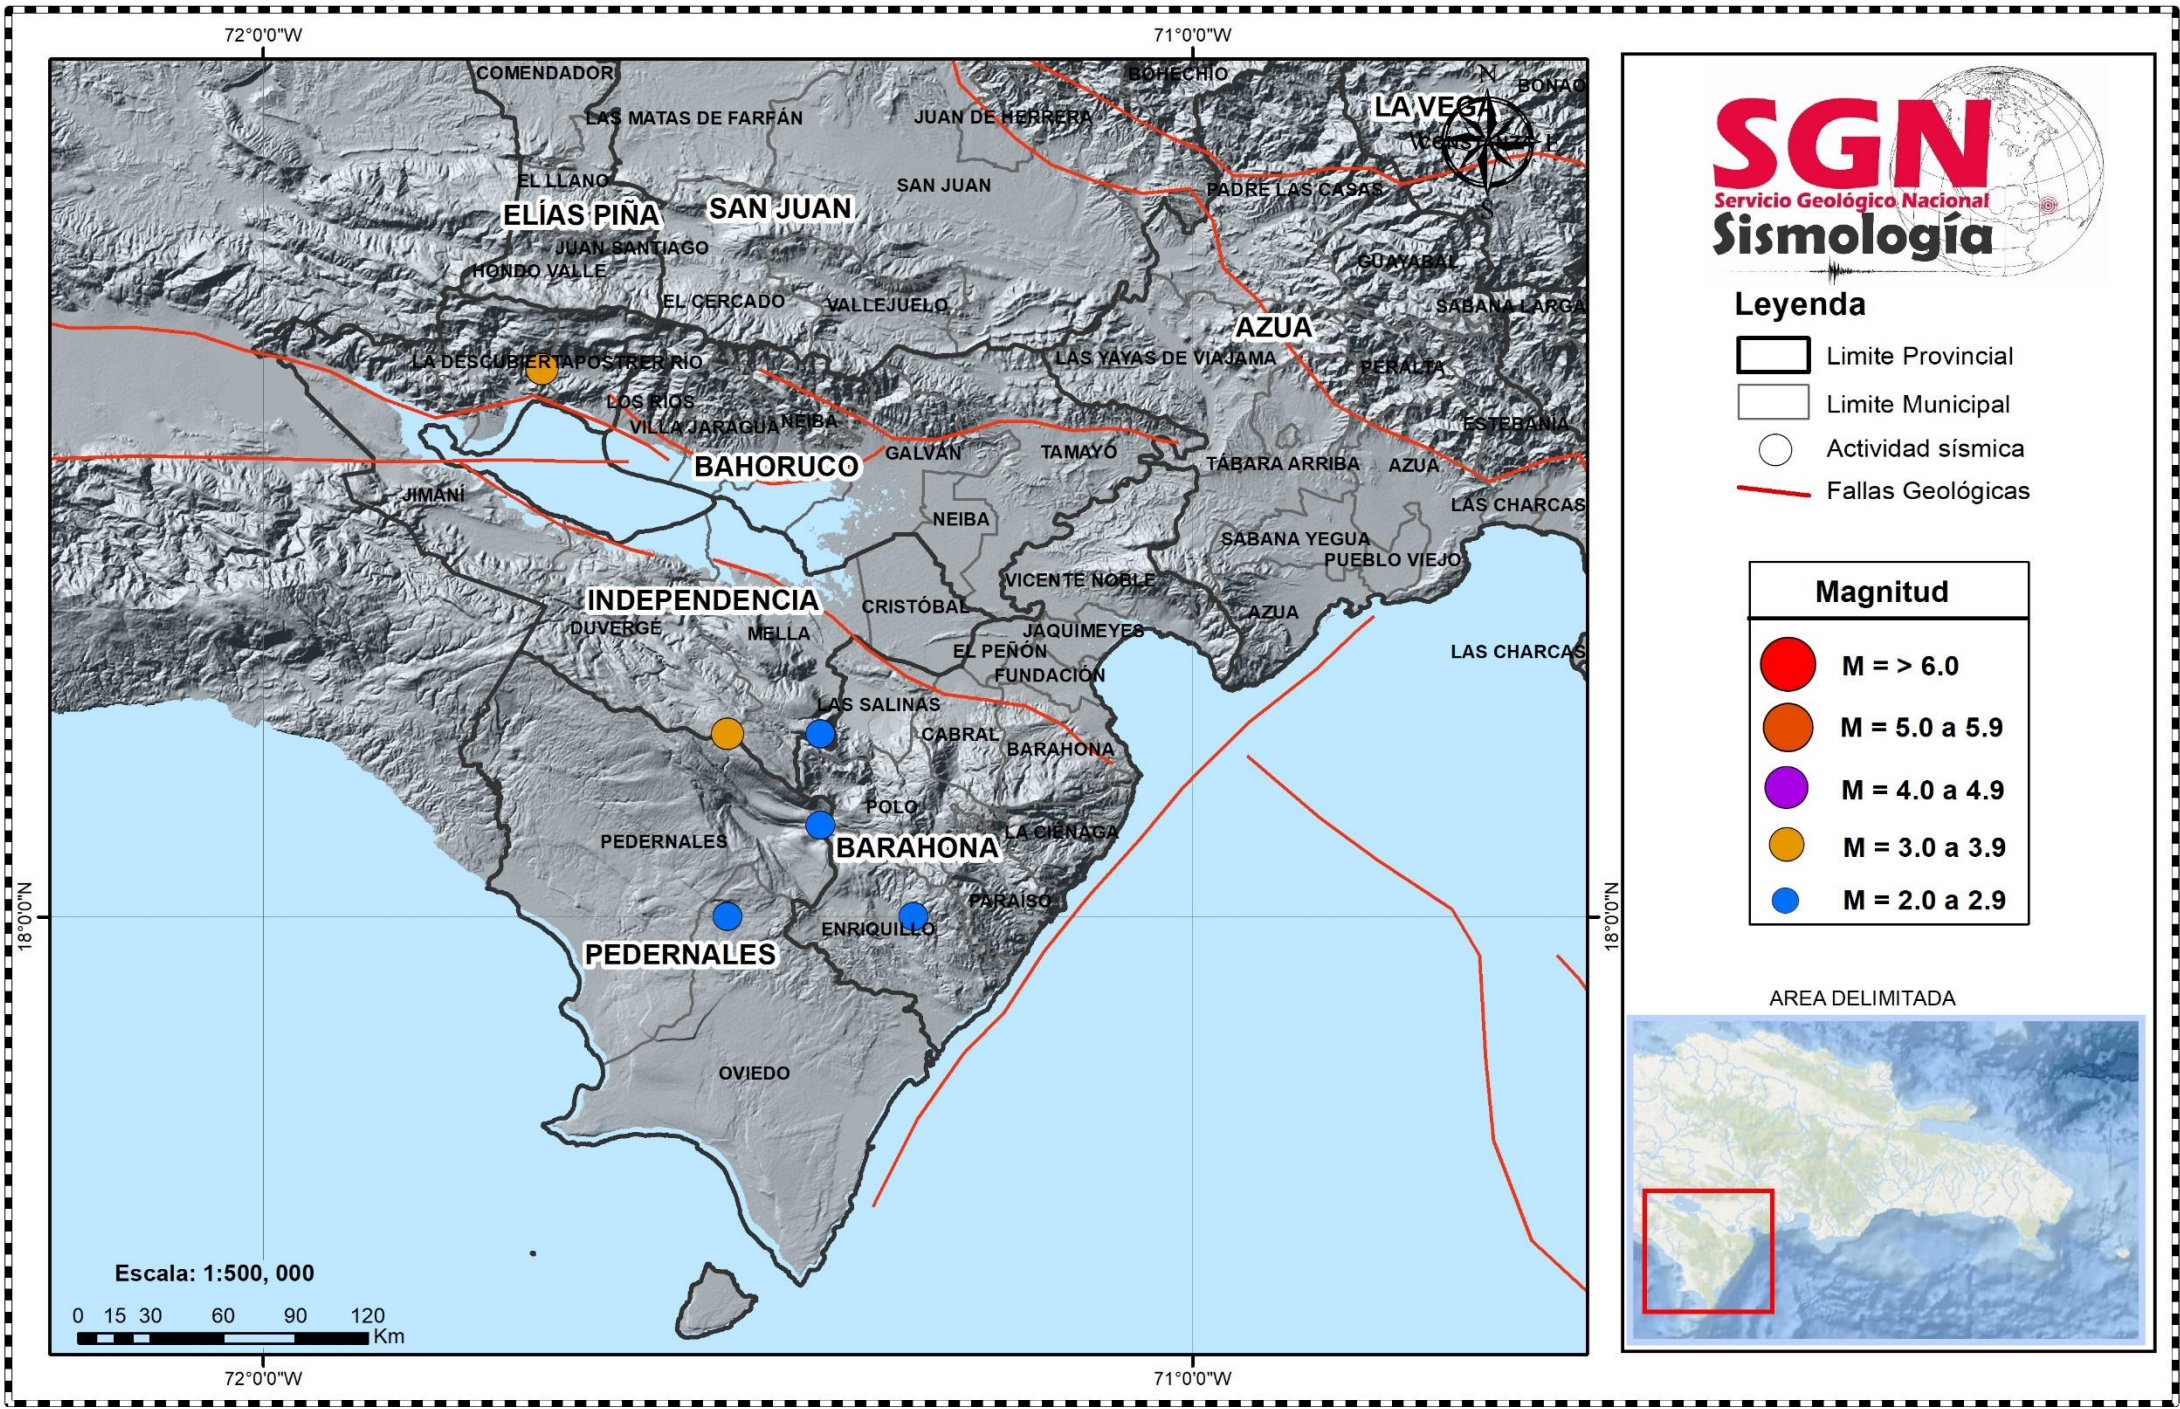 72°0'0"W
71°0'0"W
COMENDADOR
BOHECHIO
BONAO
LA VEGA
LAS MATAS DE FARFÁN
JUAN DE HERRERA
N
W
E
S
EL LLANO
SAN JUAN
PADRE LAS CASAS
ELÍAS PIÑA
SAN JUAN
JUAN SANTIAGO
HONDO VALLE
GUAYABAL
EL CERCADO
VALLEJUELO
SABANA LARGA
AZUA
LA DESCUBIERTA
POSTRER RÍO
LAS YAYAS DE VIAJAMA
PERALTA
LOS RÍOS
VILLA JARAGUA
NEIBA
ESTEBANÍA
BAHORUCO
GALVÁN
TAMAYO
TÁBARA ARRIBA
AZUA
JIMANÍ
LAS CHARCAS
NEIBA
SABANA YEGUA
PUEBLO VIEJO
VICENTE NOBLE
INDEPENDENCIA
CRISTÓBAL
AZUA
DUVERGÉ
MELLA
JAQUIMEYES
EL PEÑÓN
LAS CHARCAS
FUNDACIÓN
LAS SALINAS
CABRAL
BARAHONA
POLO
PEDERNALES
LA CIÉNAGA
BARAHONA
PARAÍSO
ENRIQUILLO
PEDERNALES
OVIEDO
18°0'0"N
18°0'0"N
Escala: 1:500, 000
0 15 30 60 90 120
Km
72°0'0"W
71°0'0"W
SGN
Servicio Geológico Nacional
Sismología
Leyenda
Limite Provincial
Limite Municipal
Actividad sísmica
Fallas Geológicas
Magnitud
M = > 6.0
M = 5.0 a 5.9
M = 4.0 a 4.9
M = 3.0 a 3.9
M = 2.0 a 2.9
AREA DELIMITADA